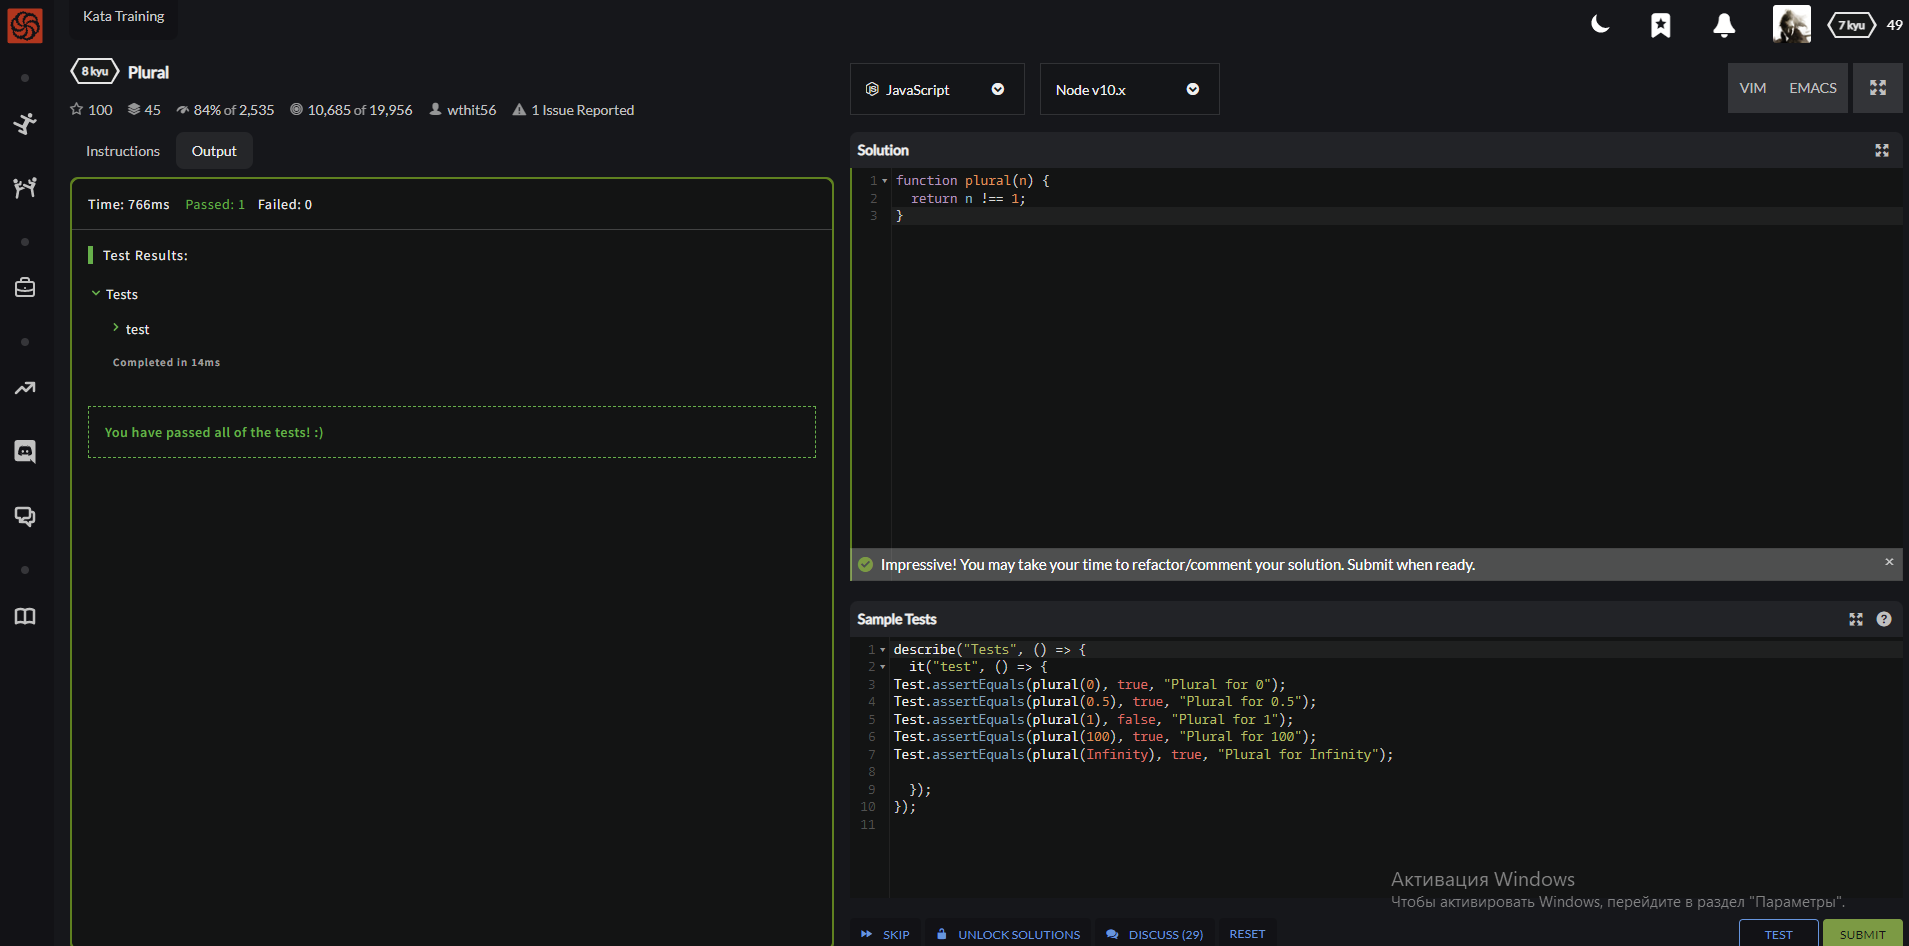 Kata Training
7 kyu 49
8 kyu Plural
100 45 84% of 2,535 10,685 of 19,956 wthit56 1 Issue Reported
Instructions Output
Time: 766ms Passed: 1 Failed: 0
Test Results:
Tests
test
Completed in 14ms
You have passed all of the tests! :)
JavaScript Node v10.x VIM EMACS
Solution
1 function plural(n) {
2 return n !== 1;
3 }
Impressive! You may take your time to refactor/comment your solution. Submit when ready. ×
Sample Tests ?
1 describe("Tests", () => {
2 it("test", () => {
3 Test.assertEquals(plural(0), true, "Plural for 0");
4 Test.assertEquals(plural(0.5), true, "Plural for 0.5");
5 Test.assertEquals(plural(1), false, "Plural for 1");
6 Test.assertEquals(plural(100), true, "Plural for 100");
7 Test.assertEquals(plural(Infinity), true, "Plural for Infinity");
8
9 });
10 });
11
Активация Windows
Чтобы активировать Windows, перейдите в раздел "Параметры".
SKIP UNLOCK SOLUTIONS DISCUSS (29) RESET TEST SUBMIT